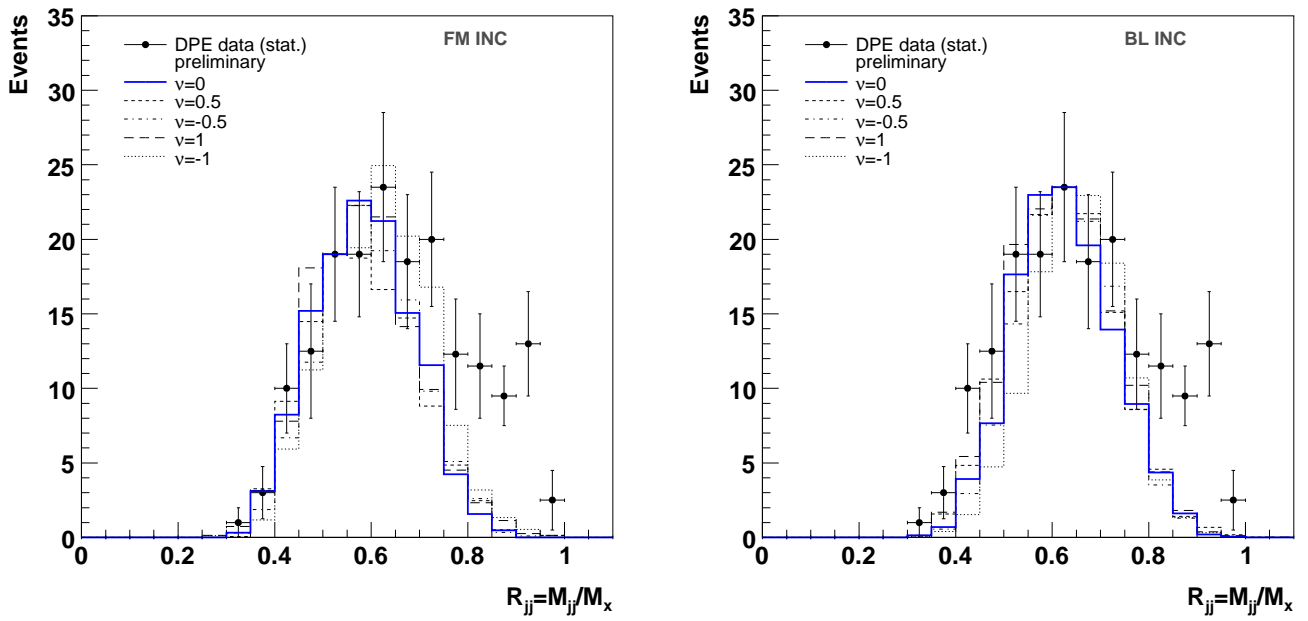 Events
35
30
25
20
15
10
5
0
FM INC
DPE data (stat.)
preliminary
ν=0
ν=0.5
ν=-0.5
ν=1
ν=-1
0 0.2 0.4 0.6 0.8 1
R_jj=M_jj/M_x
Events
35
30
25
20
15
10
5
0
BL INC
DPE data (stat.)
preliminary
ν=0
ν=0.5
ν=-0.5
ν=1
ν=-1
0 0.2 0.4 0.6 0.8 1
R_jj=M_jj/M_x